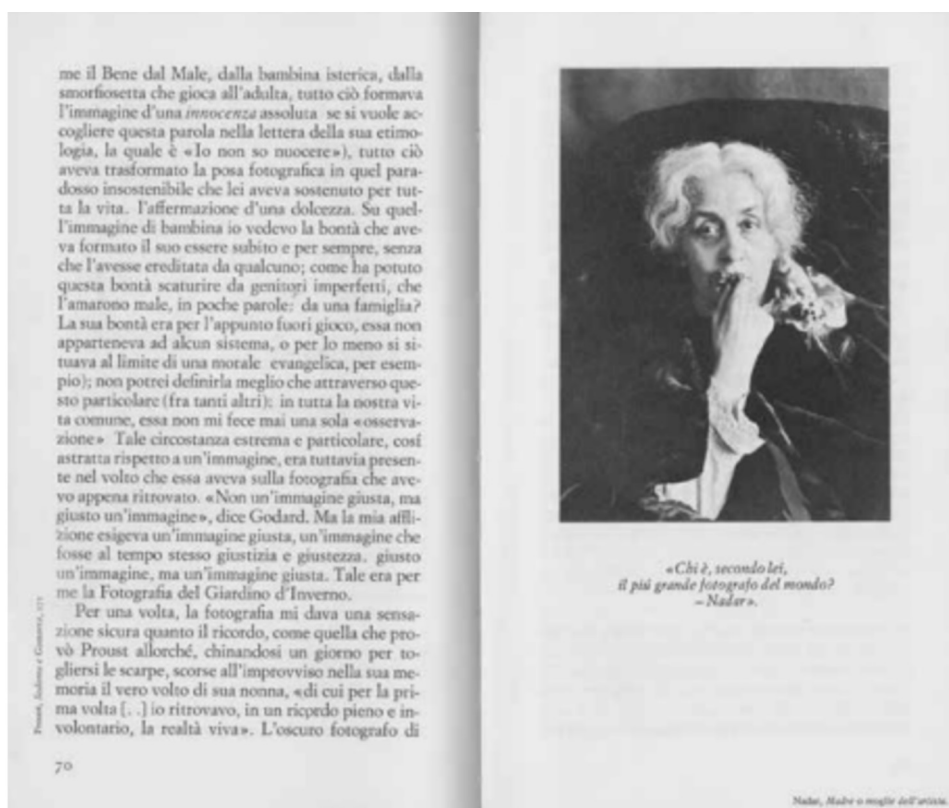 me il Bene dal Male, dalla bambina isterica, dalla
smorfiosetta che gioca all'adulta, tutto ciò formava
l'immagine d'una innocenza assoluta se si vuole ac-
cogliere questa parola nella lettera della sua etimo-
logia, la quale è «Io non so nuocere»), tutto ciò
aveva trasformato la posa fotografica in quel para-
dosso insostenibile che lei aveva sostenuto per tut-
ta la vita. l'affermazione d'una dolcezza. Su quel-
l'immagine di bambina io vedevo la bontà che ave-
va formato il suo essere subito e per sempre, senza
che l'avesse ereditata da qualcuno; come ha potuto
questa bontà scaturire da genitori imperfetti, che
l'amarono male, in poche parole: da una famiglia?
La sua bontà era per l'appunto fuori gioco, essa non
apparteneva ad alcun sistema, o per lo meno si si-
tuava al limite di una morale evangelica, per esem-
pio); non potrei definirla meglio che attraverso que-
sto particolare (fra tanti altri): in tutta la nostra vi-
ta comune, essa non mi fece mai una sola «osserva-
zione» Tale circostanza estrema e particolare, cosí
astratta rispetto a un'immagine, era tuttavia presen-
te nel volto che essa aveva sulla fotografia che ave-
vo appena ritrovato. «Non un'immagine giusta, ma
giusto un'immagine», dice Godard. Ma la mia affli-
zione esigeva un'immagine giusta, un'immagine che
fosse al tempo stesso giustizia e giustezza. giusto
un'immagine, ma un'immagine giusta. Tale era per
me la Fotografia del Giardino d'Inverno.
Per una volta, la fotografia mi dava una sensa-
zione sicura quanto il ricordo, come quella che pro-
vò Proust allorché, chinandosi un giorno per to-
gliersi le scarpe, scorse all'improvviso nella sua me-
moria il vero volto di sua nonna, «di cui per la pri-
ma volta [. .] io ritrovavo, in un ricordo pieno e in-
volontario, la realtà viva». L'oscuro fotografo di
Proust, Sodoma e Gomorra,
70
«Chi è, secondo lei,
il piú grande fotografo del mondo?
– Nadar».
Nadar, Madre o moglie dell'artista.